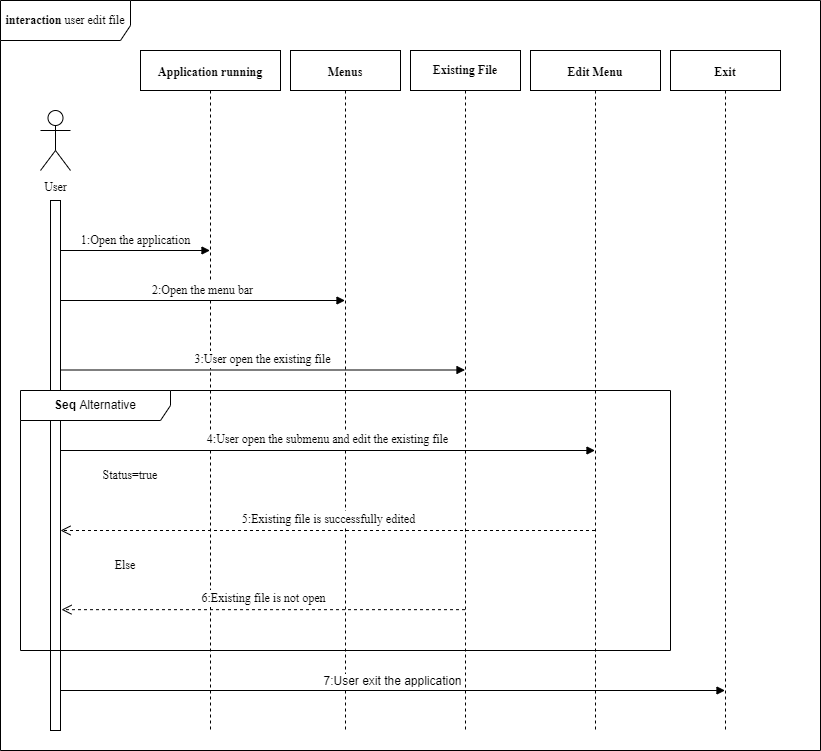 interaction user edit file
Application running
Menus
Existing File
Edit Menu
Exit
User
1:Open the application
2:Open the menu bar
3:User open the existing file
Seq Alternative
4:User open the submenu and edit the existing file
Status=true
5:Existing file is successfully edited
Else
6:Existing file is not open
7:User exit the application